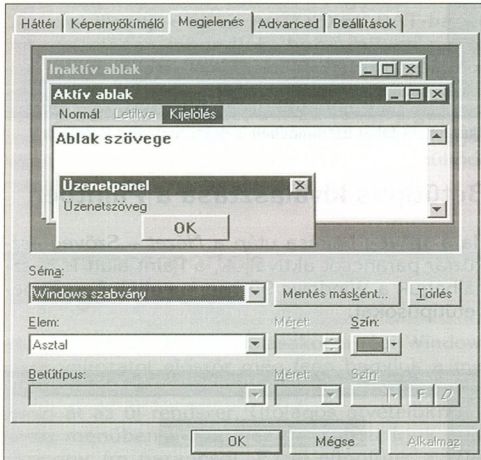 Háttér Képernyőkímélő Megjelenés Advanced Beállítások
Inaktív ablak
Aktív ablak
Normál Letiltva Kijelölés
Ablak szövege
Üzenetpanel
Üzenetszöveg
OK
Séma:
Windows szabvány Mentés másként... Törlés
Elem: Méret: Szín:
Asztal
Betűtípus: Méret: Szín
F D
OK Mégse Alkalmaz